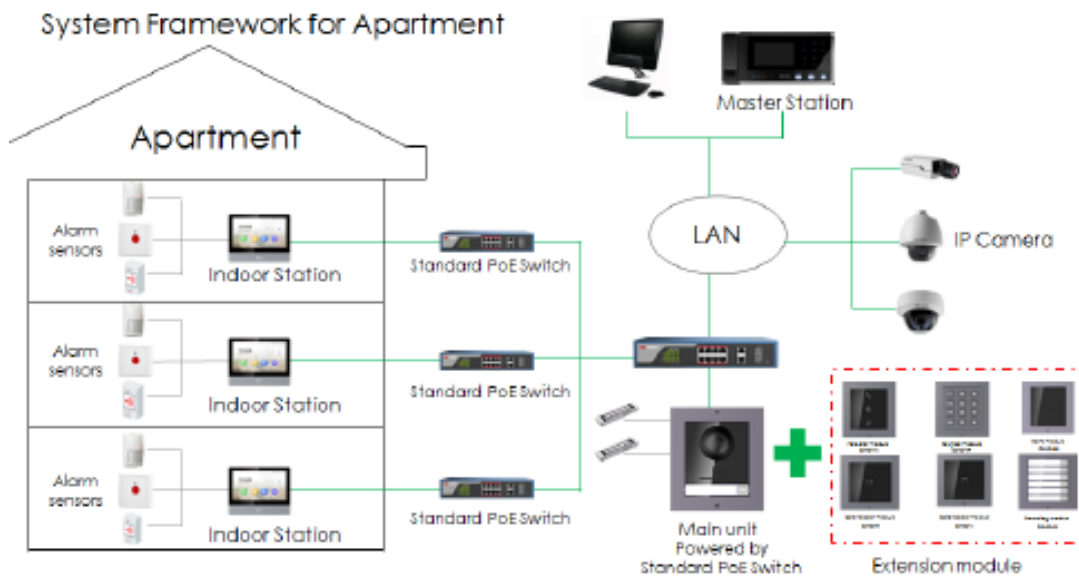 System Framework for Apartment
Apartment
Master Station
LAN
IP Camera
Alarm
sensors
Indoor Station
Standard PoE Switch
Alarm
sensors
Indoor Station
Standard PoE Switch
Alarm
sensors
Indoor Station
Standard PoE Switch
Main unit
Powered by
Standard PoE Switch
Extension module